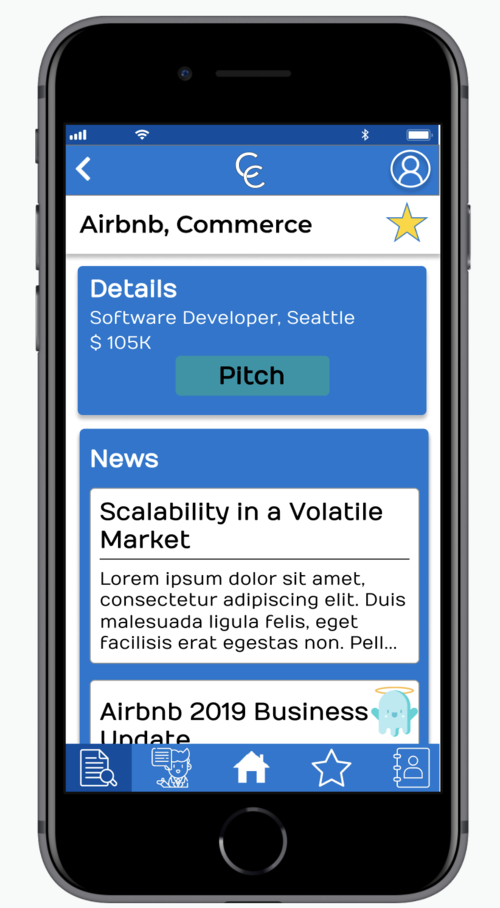 CC
Airbnb, Commerce
Details
Software Developer, Seattle
$ 105K
Pitch
News
Scalability in a Volatile
Market
Lorem ipsum dolor sit amet,
consectetur adipiscing elit. Duis
malesuada ligula felis, eget
facilisis erat egestas non. Pell...
Airbnb 2019 Business
Update